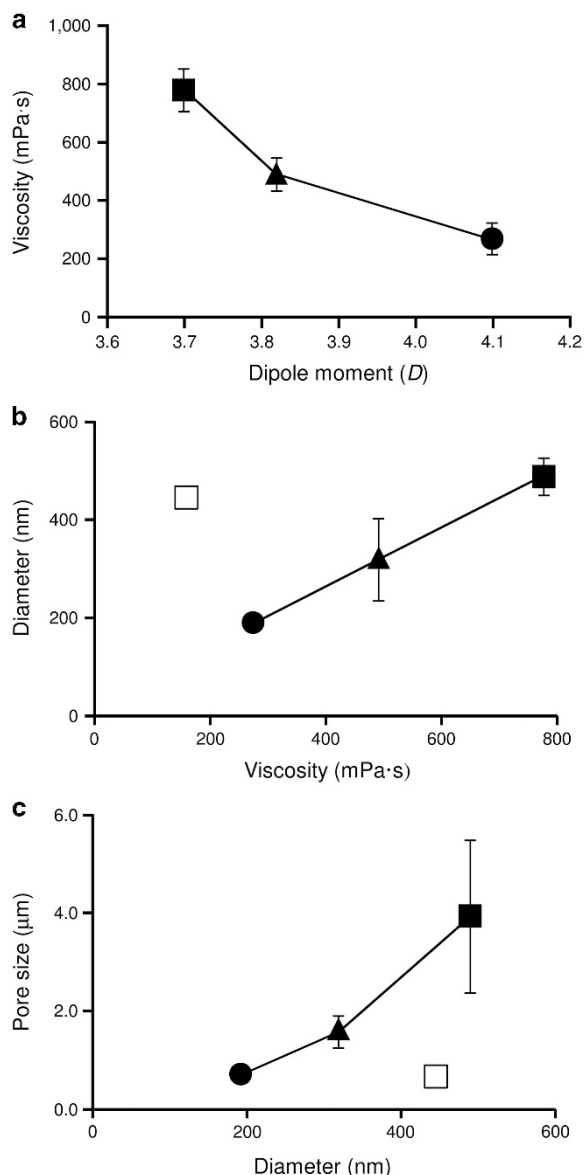 a
1,000
800
600
400
200
0
Viscosity (mPa·s)
3.6 3.7 3.8 3.9 4.0 4.1 4.2
Dipole moment (D)
b
600
400
200
0
Diameter (nm)
0 200 400 600 800
Viscosity (mPa·s)
c
6.0
4.0
2.0
0.0
Pore size (μm)
0 200 400 600
Diameter (nm)